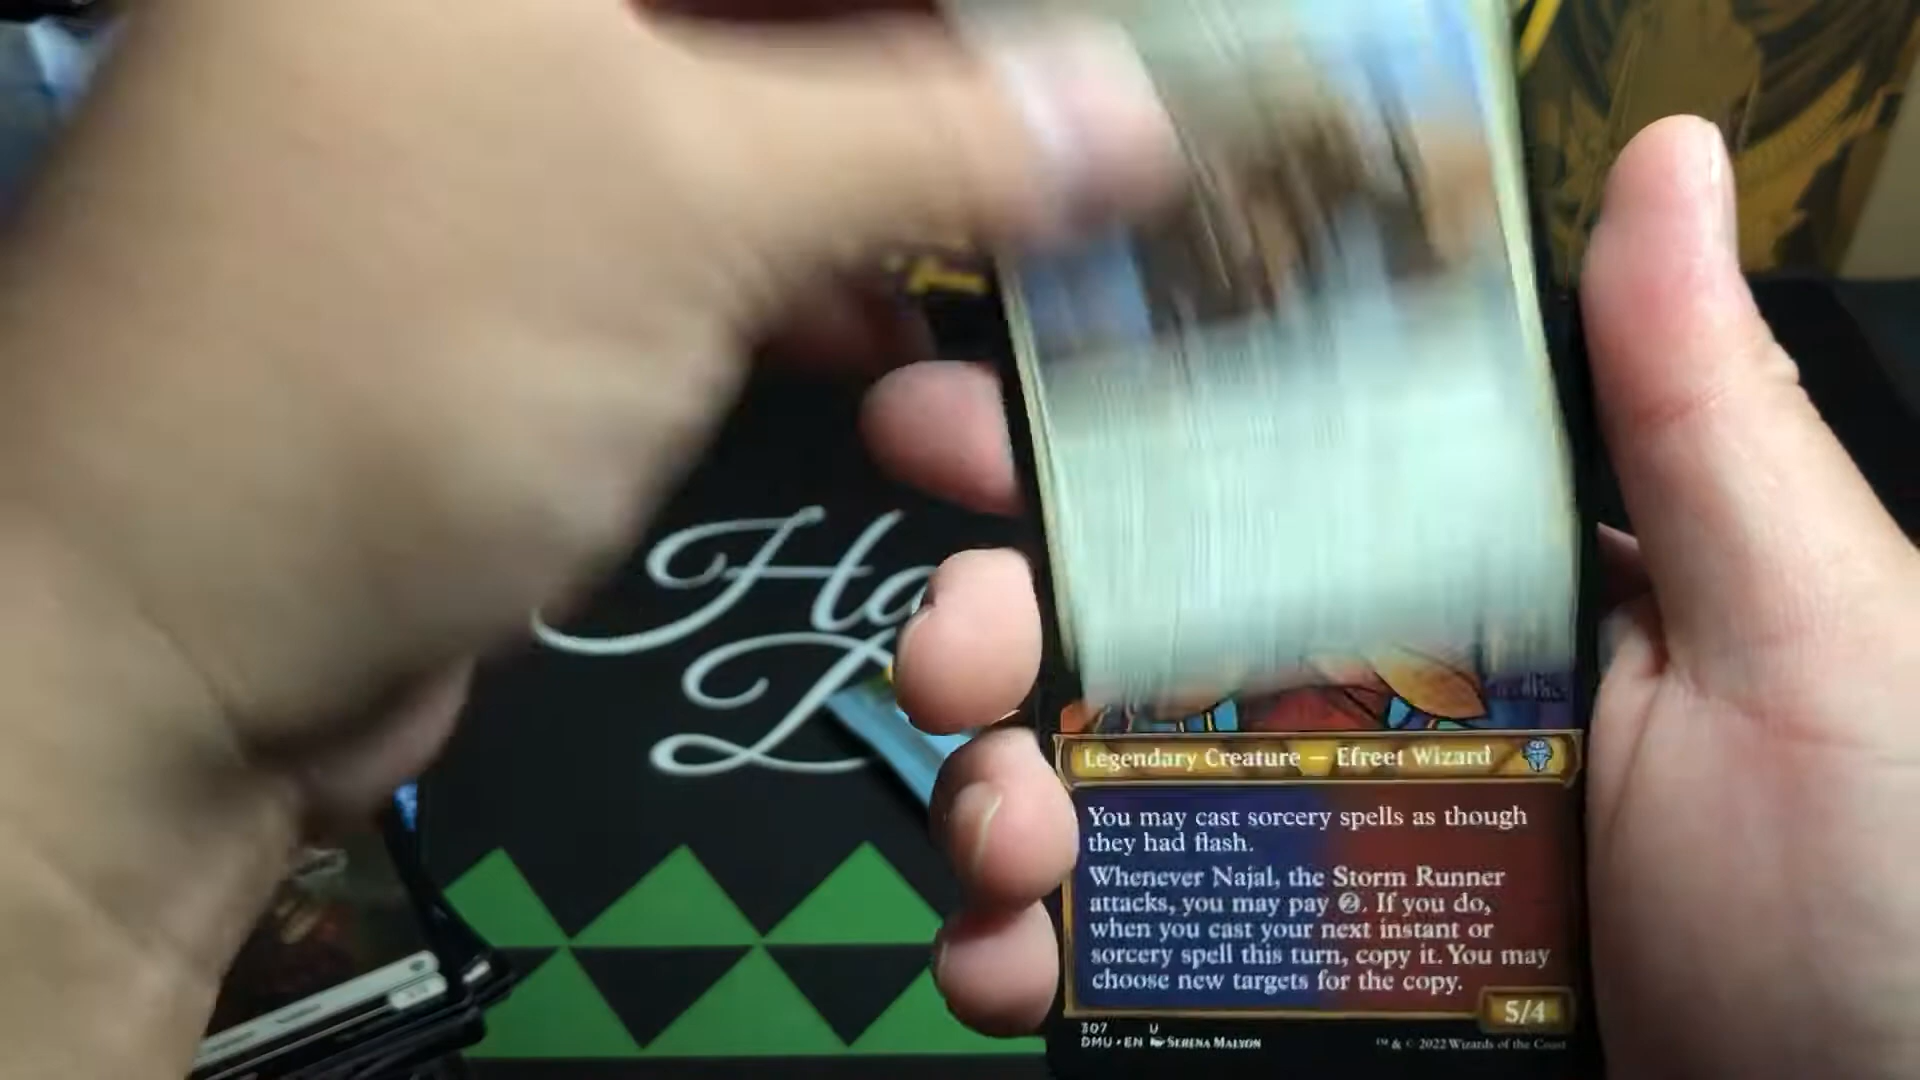 Legendary Creature — Efreet Wizard
You may cast sorcery spells as though
they had flash.
Whenever Najal, the Storm Runner
attacks, you may pay ②. If you do,
when you cast your next instant or
sorcery spell this turn, copy it. You may
choose new targets for the copy.
5/4
307 U
DMU • EN SERENA MALYON
™ & © 2022 Wizards of the Coast
Ha